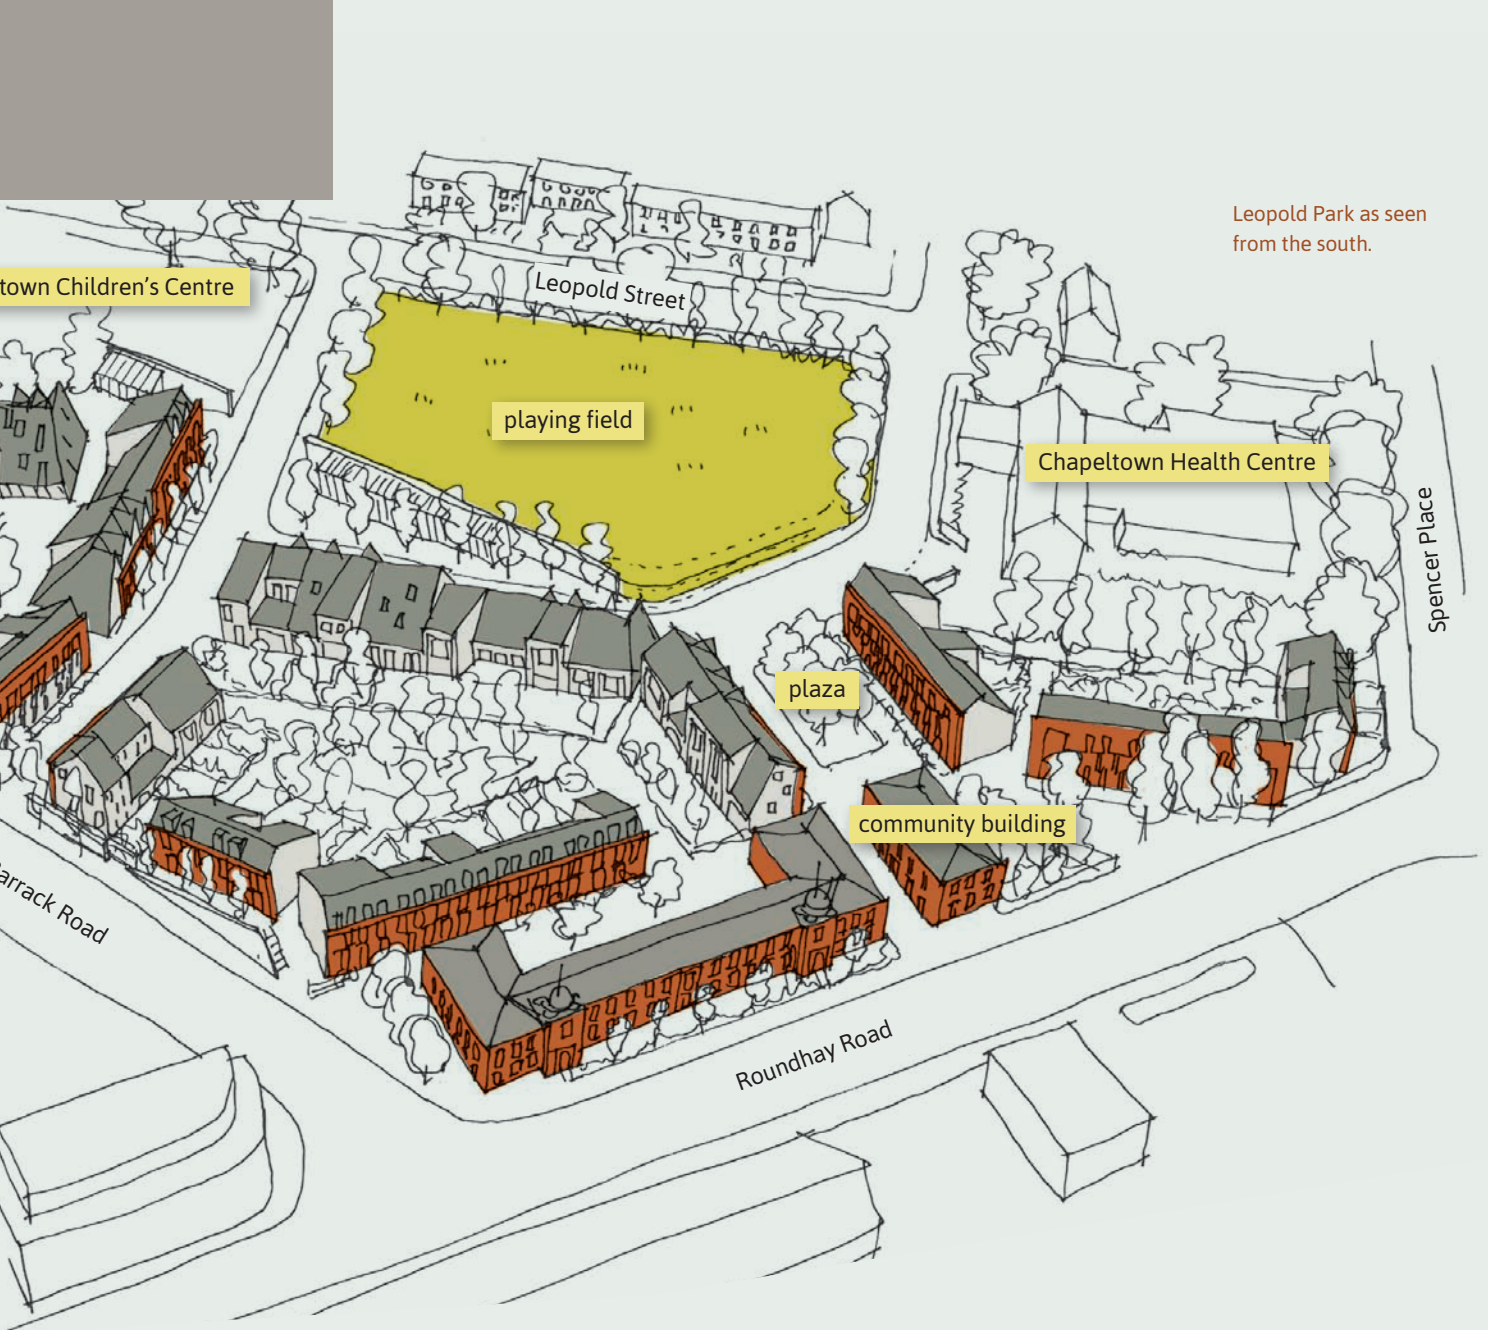 Leopold Park as seen
from the south.
town Children's Centre
Leopold Street
playing field
Chapeltown Health Centre
Spencer Place
plaza
community building
arrack Road
Roundhay Road